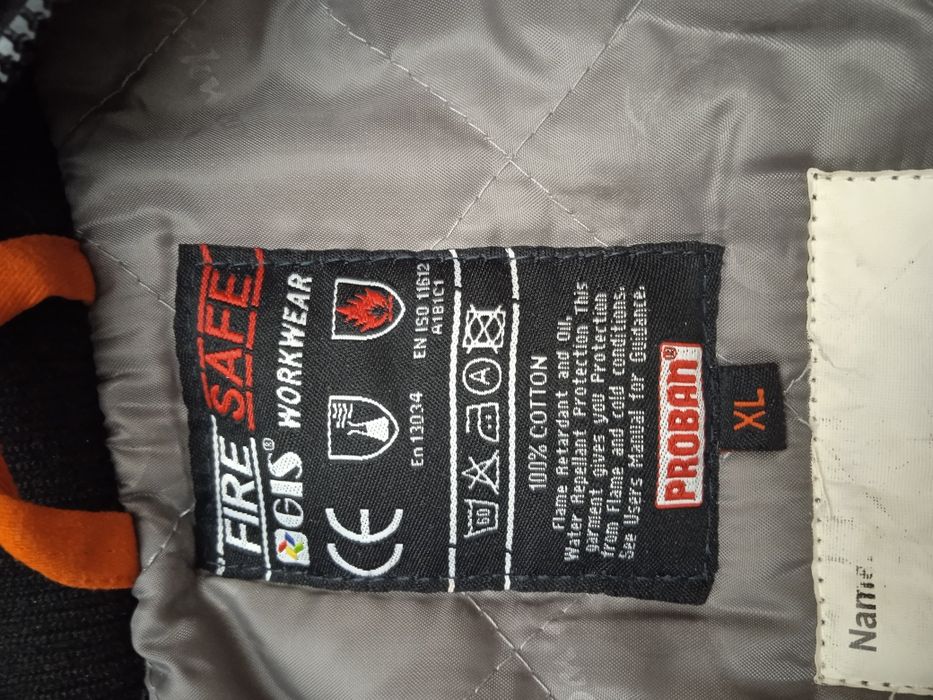 FIRE SAFE
GIS® WORKWEAR
CE
En 13034
EN ISO 11612
A1B1C1
60
A
100% COTTON
Flame Retardant and Oil,
Water Repellant Protection This
garment gives you Protection
from Flame and cold conditions.
See Users Manual for Guidance.
PROBAN®
XL
Name